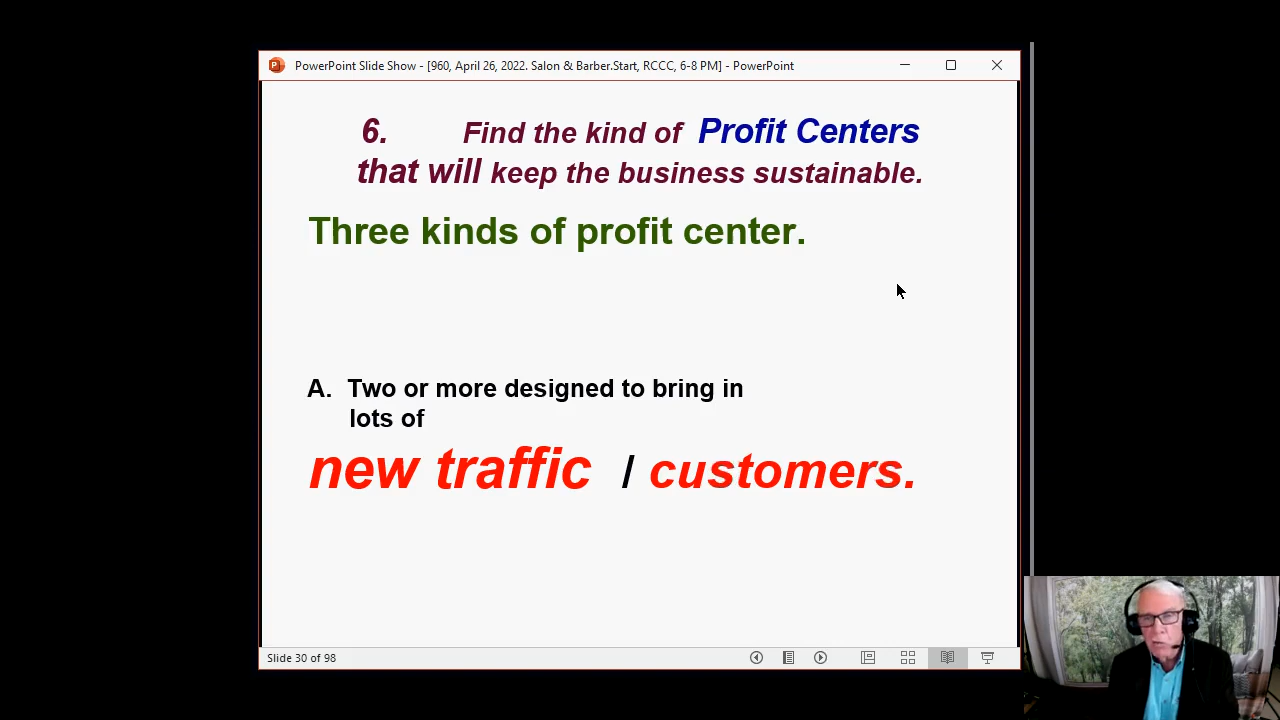 PowerPoint Slide Show - [960, April 26, 2022. Salon & Barber.Start, RCCC, 6-8 PM] - PowerPoint
6. Find the kind of Profit Centers
that will keep the business sustainable.
Three kinds of profit center.
A. Two or more designed to bring in
lots of
new traffic / customers.
Slide 30 of 98